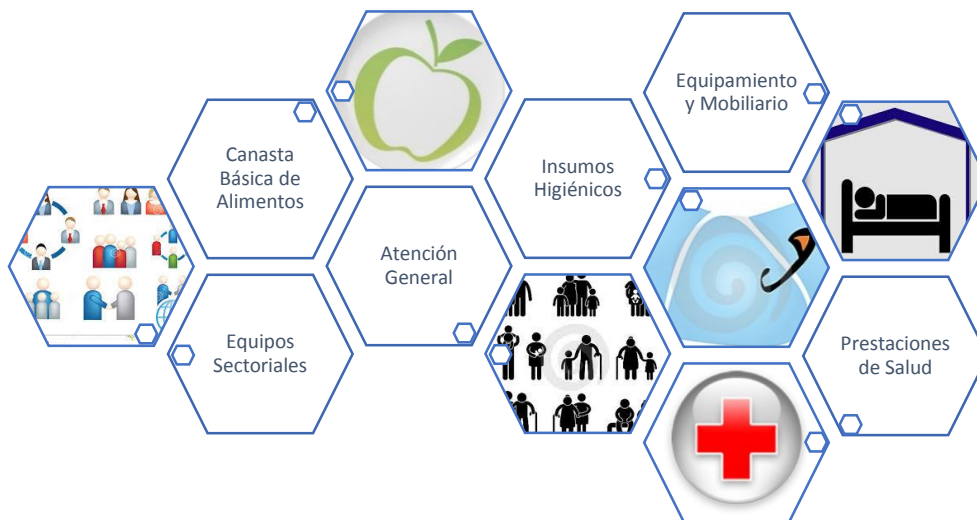 Equipamiento
y Mobiliario
Canasta
Básica de
Alimentos
Insumos
Higiénicos
Atención
General
Equipos
Sectoriales
Prestaciones
de Salud